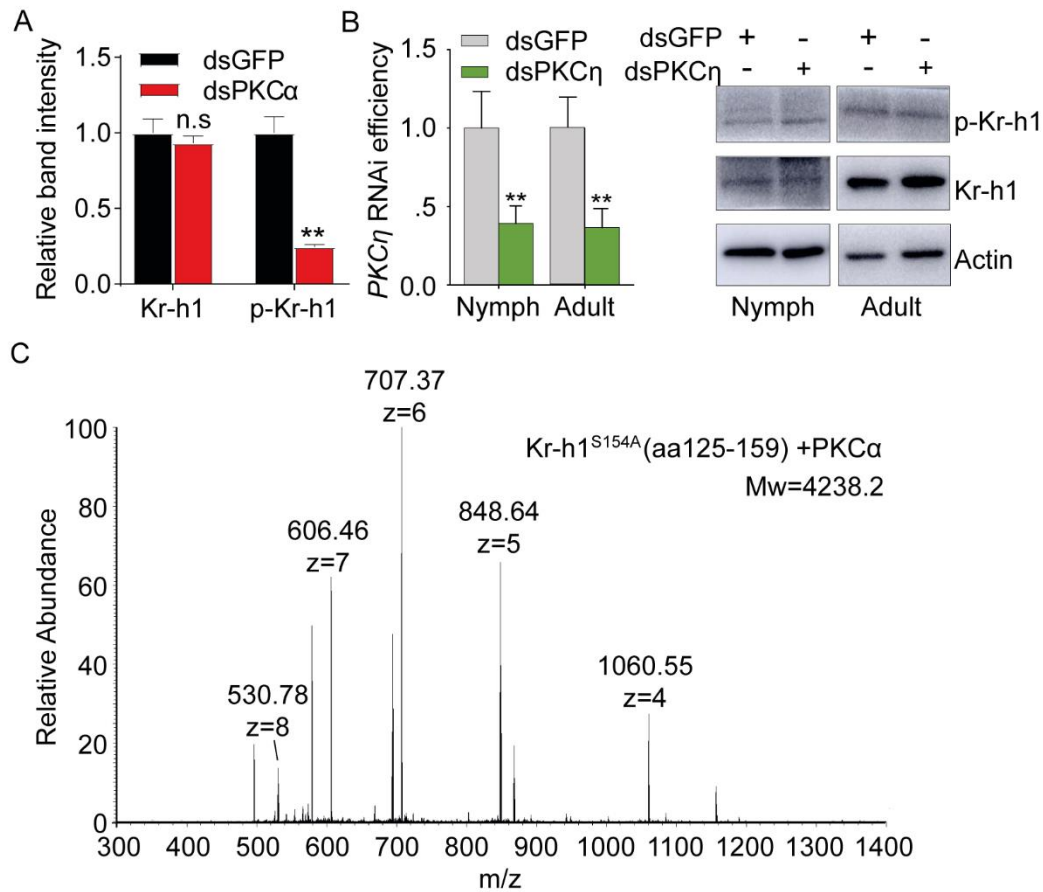 A
Relative band intensity
1.5
1.0
0.5
0.0
dsGFP
dsPKCα
n.s
**
Kr-h1
p-Kr-h1
B
PKCη RNAi efficiency
1.5
1.0
.5
0.0
dsGFP
dsPKCη
**
**
Nymph
Adult
dsGFP + - + -
dsPKCη - + - +
p-Kr-h1
Kr-h1
Actin
Nymph
Adult
C
Relative Abundance
100
80
60
40
20
0
530.78
z=8
606.46
z=7
707.37
z=6
848.64
z=5
1060.55
z=4
Kr-h1S154A(aa125-159) +PKCα
Mw=4238.2
300 400 500 600 700 800 900 1000 1100 1200 1300 1400
m/z